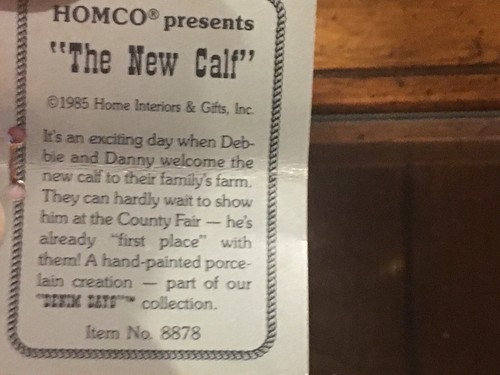 HOMCO® presents
"The New Calf"
©1985 Home Interiors & Gifts, Inc.
It's an exciting day when Deb-
bie and Danny welcome the
new calf to their family's farm.
They can hardly wait to show
him at the County Fair — he's
already "first place" with
them! A hand-painted porce-
lain creation — part of our
"DENIM DAYS"™ collection.
Item No. 8878